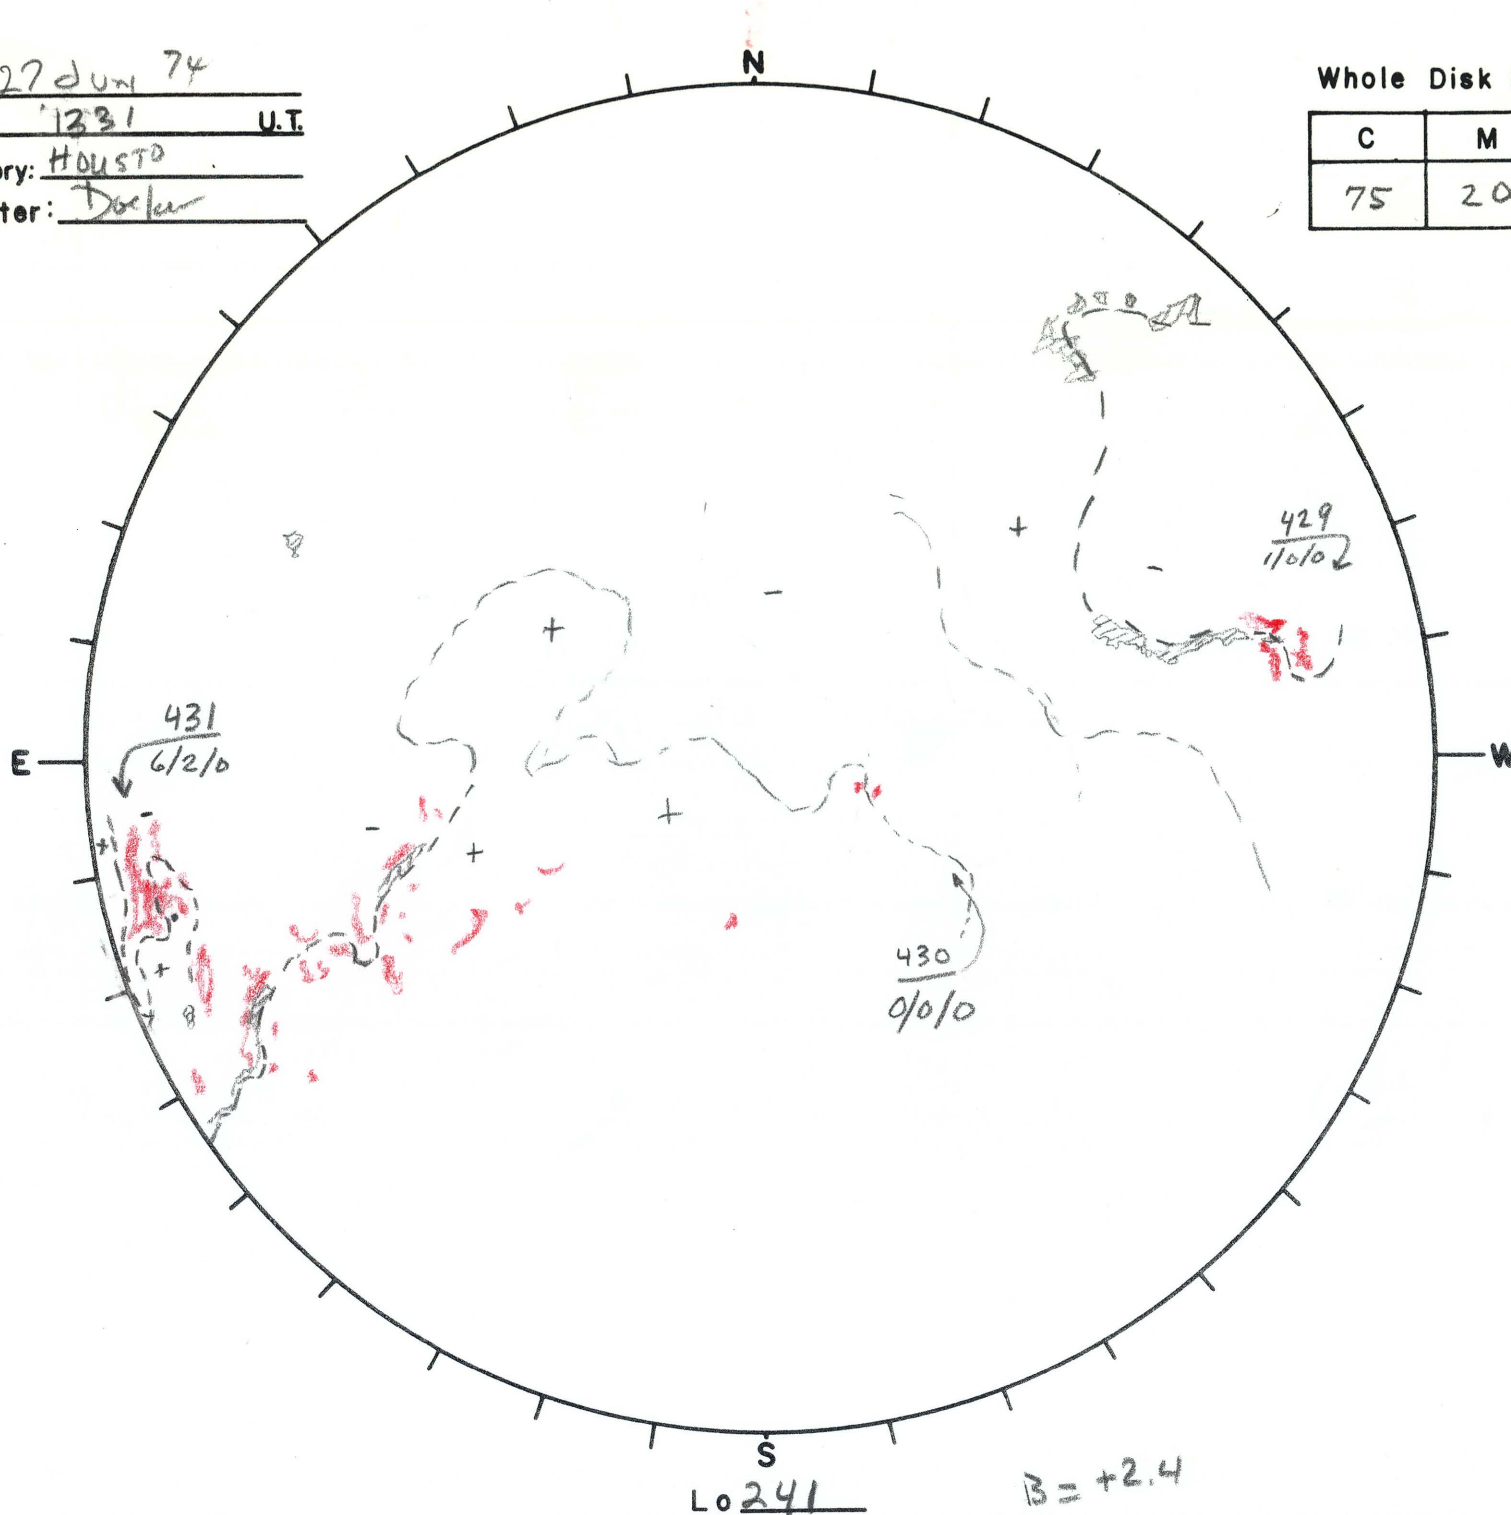 27 Jun 74
1331 U.T.
ory: HOUSTO
ter:
N
Whole Disk
C M
75 20
+
-
429
1/0/0
+
-
431
6/2/0
E
W
-
+
-
+
+
+
430
0/0/0
S
Lo 241
B = +2.4